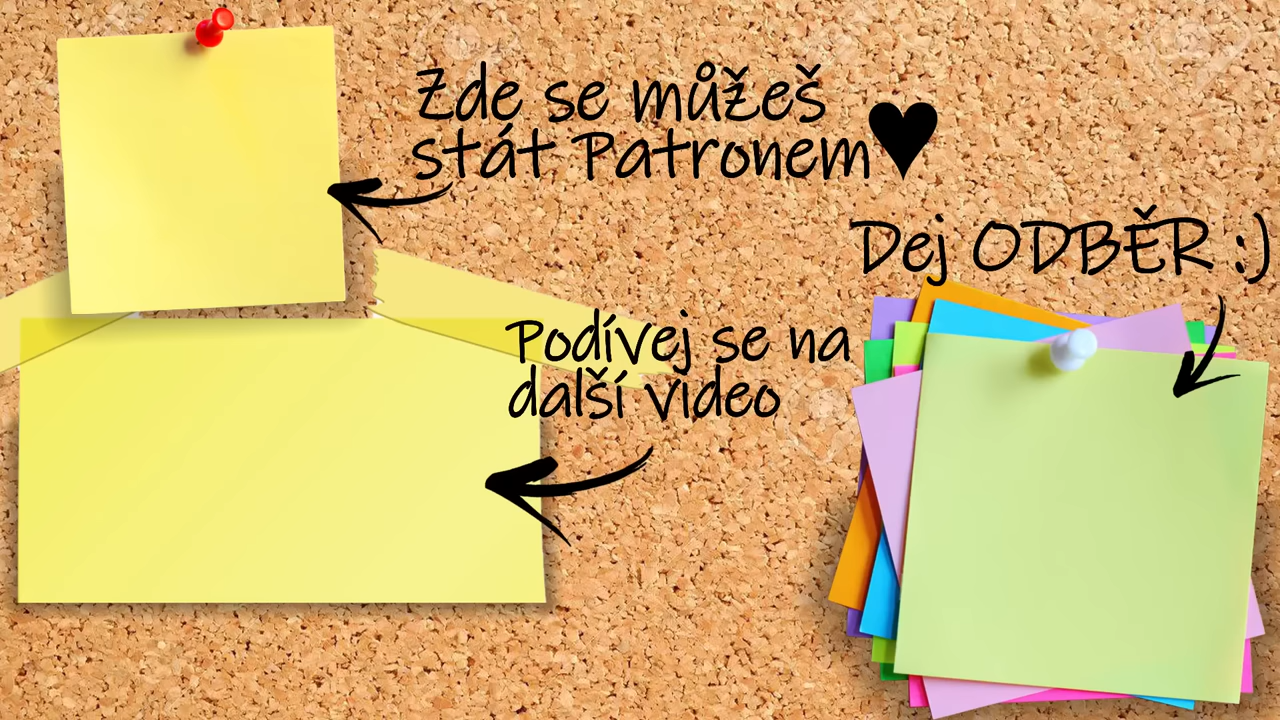 Zde se můžeš
stát Patronem♥
Dej ODBĚR :)
Podívej se na
další video